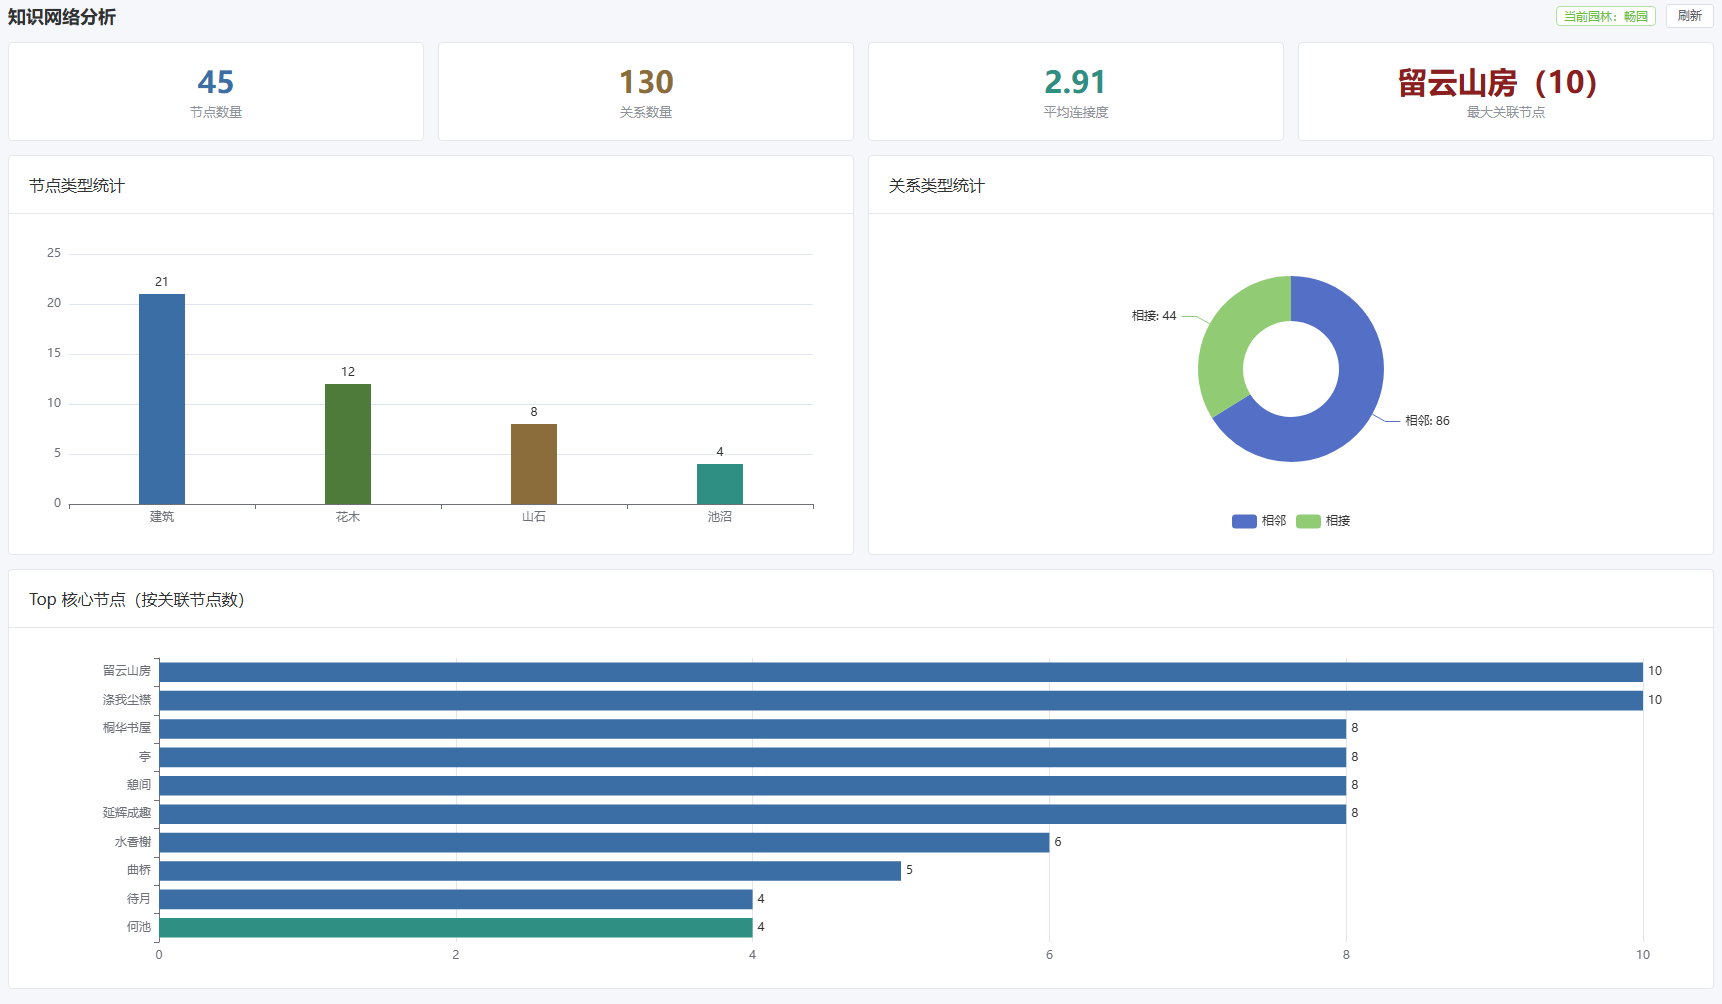 知识网络分析
当前园林：畅园
刷新
45
节点数量
130
关系数量
2.91
平均连接度
留云山房（10）
最大关联节点
节点类型统计
25
20
15
10
5
0
21
12
8
4
建筑
花木
山石
池沼
关系类型统计
相接: 44
相邻: 86
相邻
相接
Top 核心节点（按关联节点数）
留云山房 10
涤我尘襟 10
桐华书屋 8
亭 8
憩间 8
延辉成趣 8
水香榭 6
曲桥 5
待月 4
何池 4
0 2 4 6 8 10